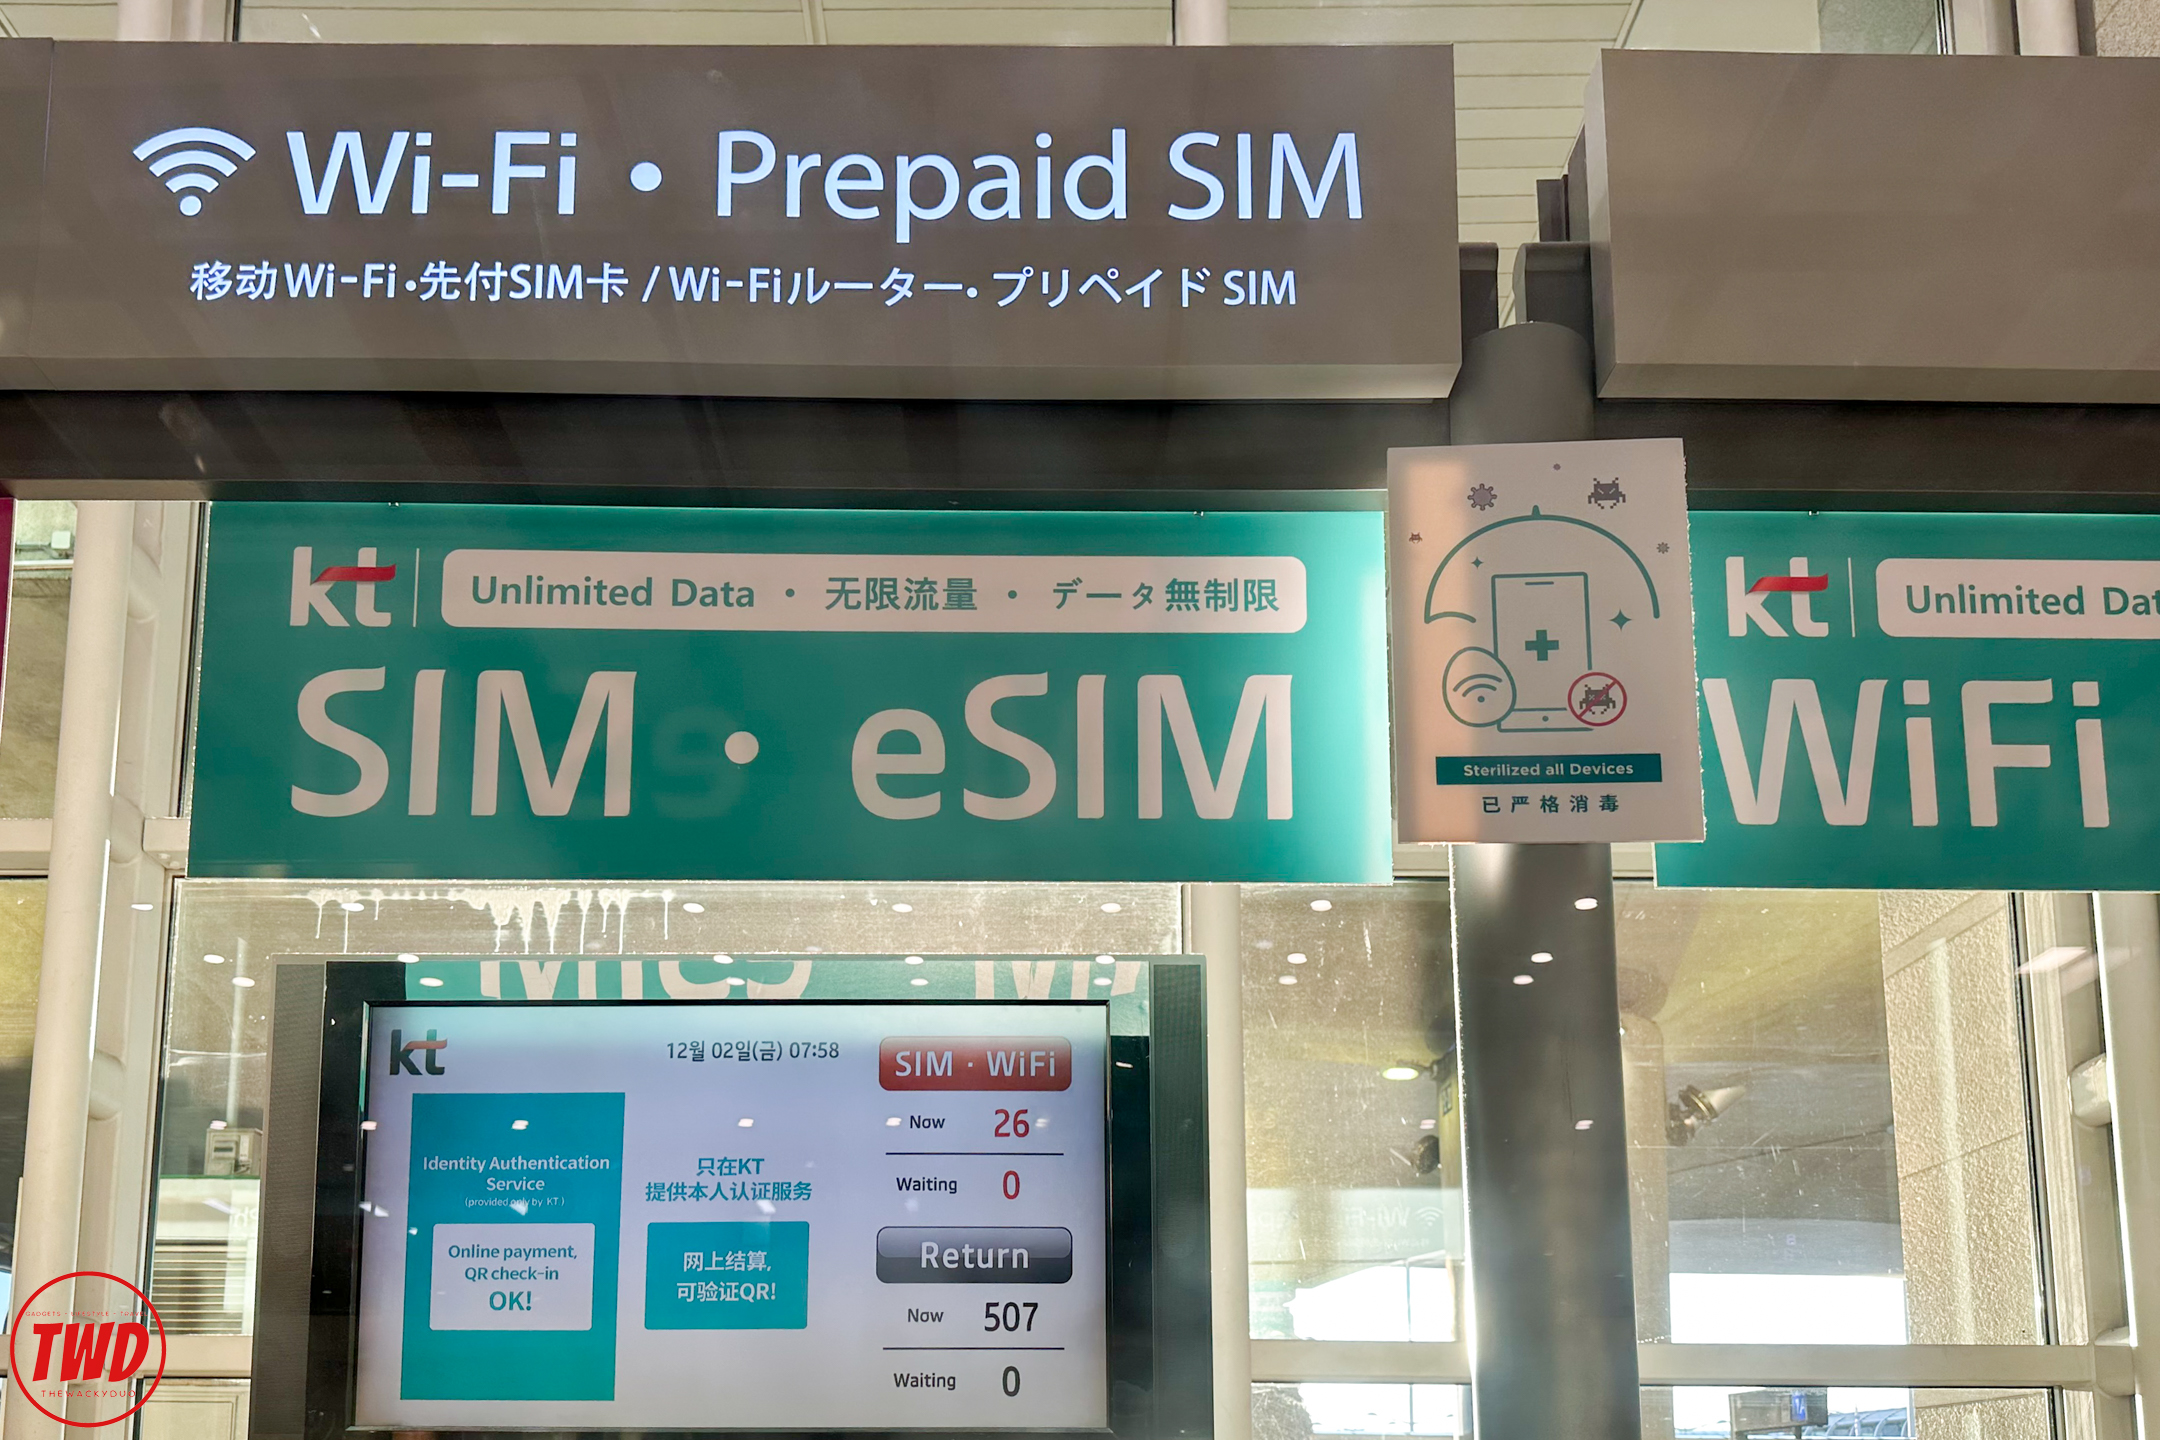 Wi-Fi • Prepaid SIM
移动Wi-Fi•先付SIM卡 / Wi-Fiルーター• プリペイド SIM
kt | Unlimited Data • 无限流量 • データ無制限
SIM • eSIM
Sterilized all Devices
已严格消毒
kt | Unlimited Dat
WiFi
kt
12월 02일(금) 07:58
Identity Authentication
Service
(provided only by KT)
Online payment,
QR check-in
OK!
只在KT
提供本人认证服务
网上结算,
可验证QR!
SIM · WiFi
Now 26
Waiting 0
Return
Now 507
Waiting 0
TWD
THEWACKYDUO